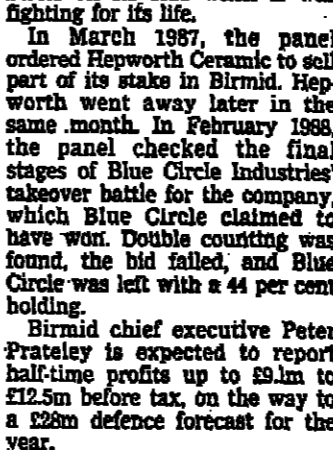 fighting for its life.
In March 1987, the panel
ordered Hepworth Ceramic to sell
part of its stake in Birmid. Hep-
worth went away later in the
same month. In February 1988,
the panel checked the final
stages of Blue Circle Industries'
takeover battle for the company,
which Blue Circle claimed to
have won. Double counting was
found, the bid failed, and Blue
Circle was left with a 44 per cent
holding.
Birmid chief executive Peter
Prateley is expected to report
half-time profits up to £9.1m to
£12.5m before tax, on the way to
a £28m defence forecast for the
year.